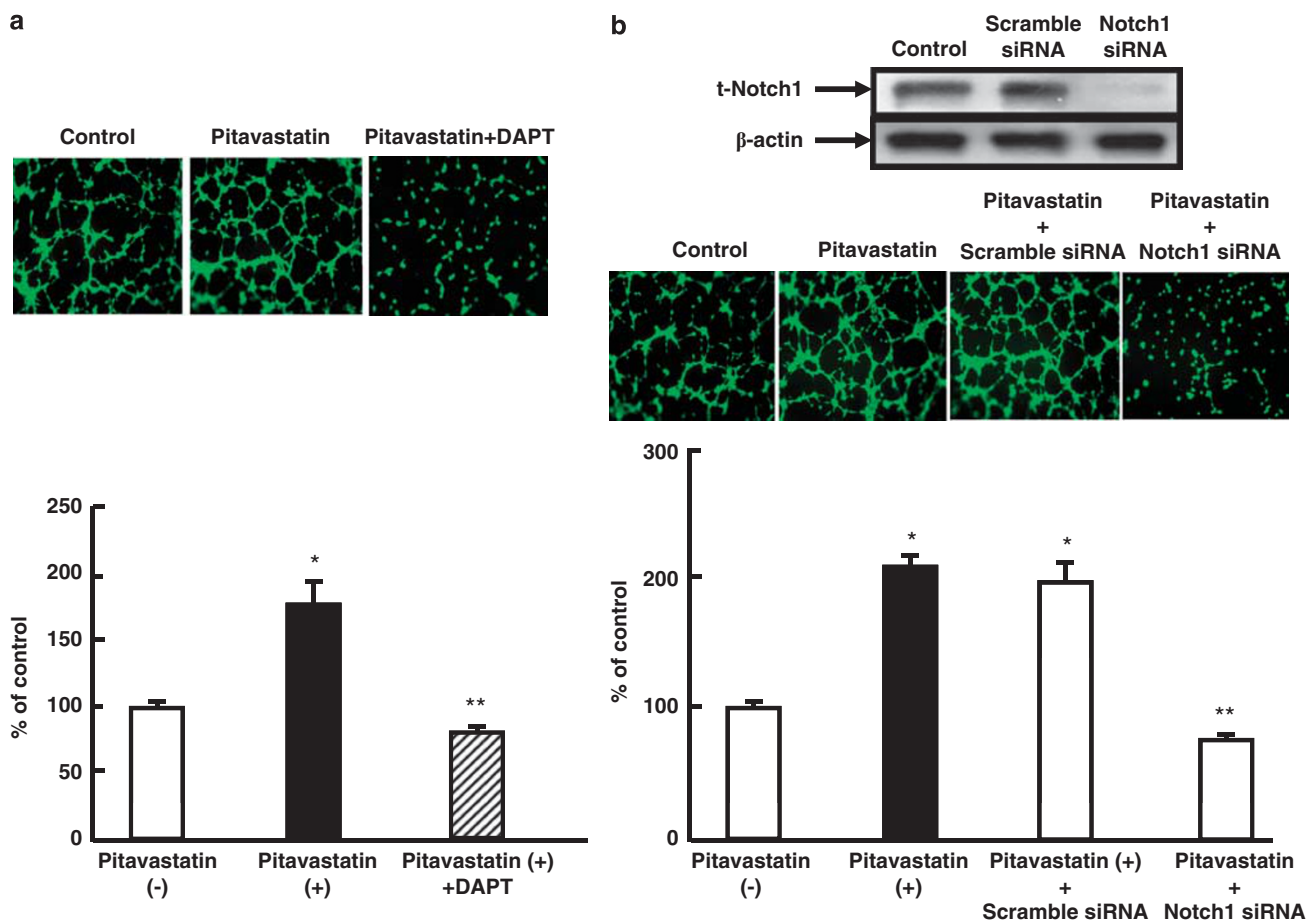 a
Control
Pitavastatin
Pitavastatin+DAPT
250
200
150
100
50
0
% of control
*
**
Pitavastatin
(-)
Pitavastatin
(+)
Pitavastatin (+)
+DAPT
b
Control
Scramble
siRNA
Notch1
siRNA
t-Notch1
β-actin
Control
Pitavastatin
Pitavastatin
+
Scramble siRNA
Pitavastatin
+
Notch1 siRNA
300
200
100
0
% of control
*
*
**
Pitavastatin
(-)
Pitavastatin
(+)
Pitavastatin (+)
+
Scramble siRNA
Pitavastatin
+
Notch1 siRNA